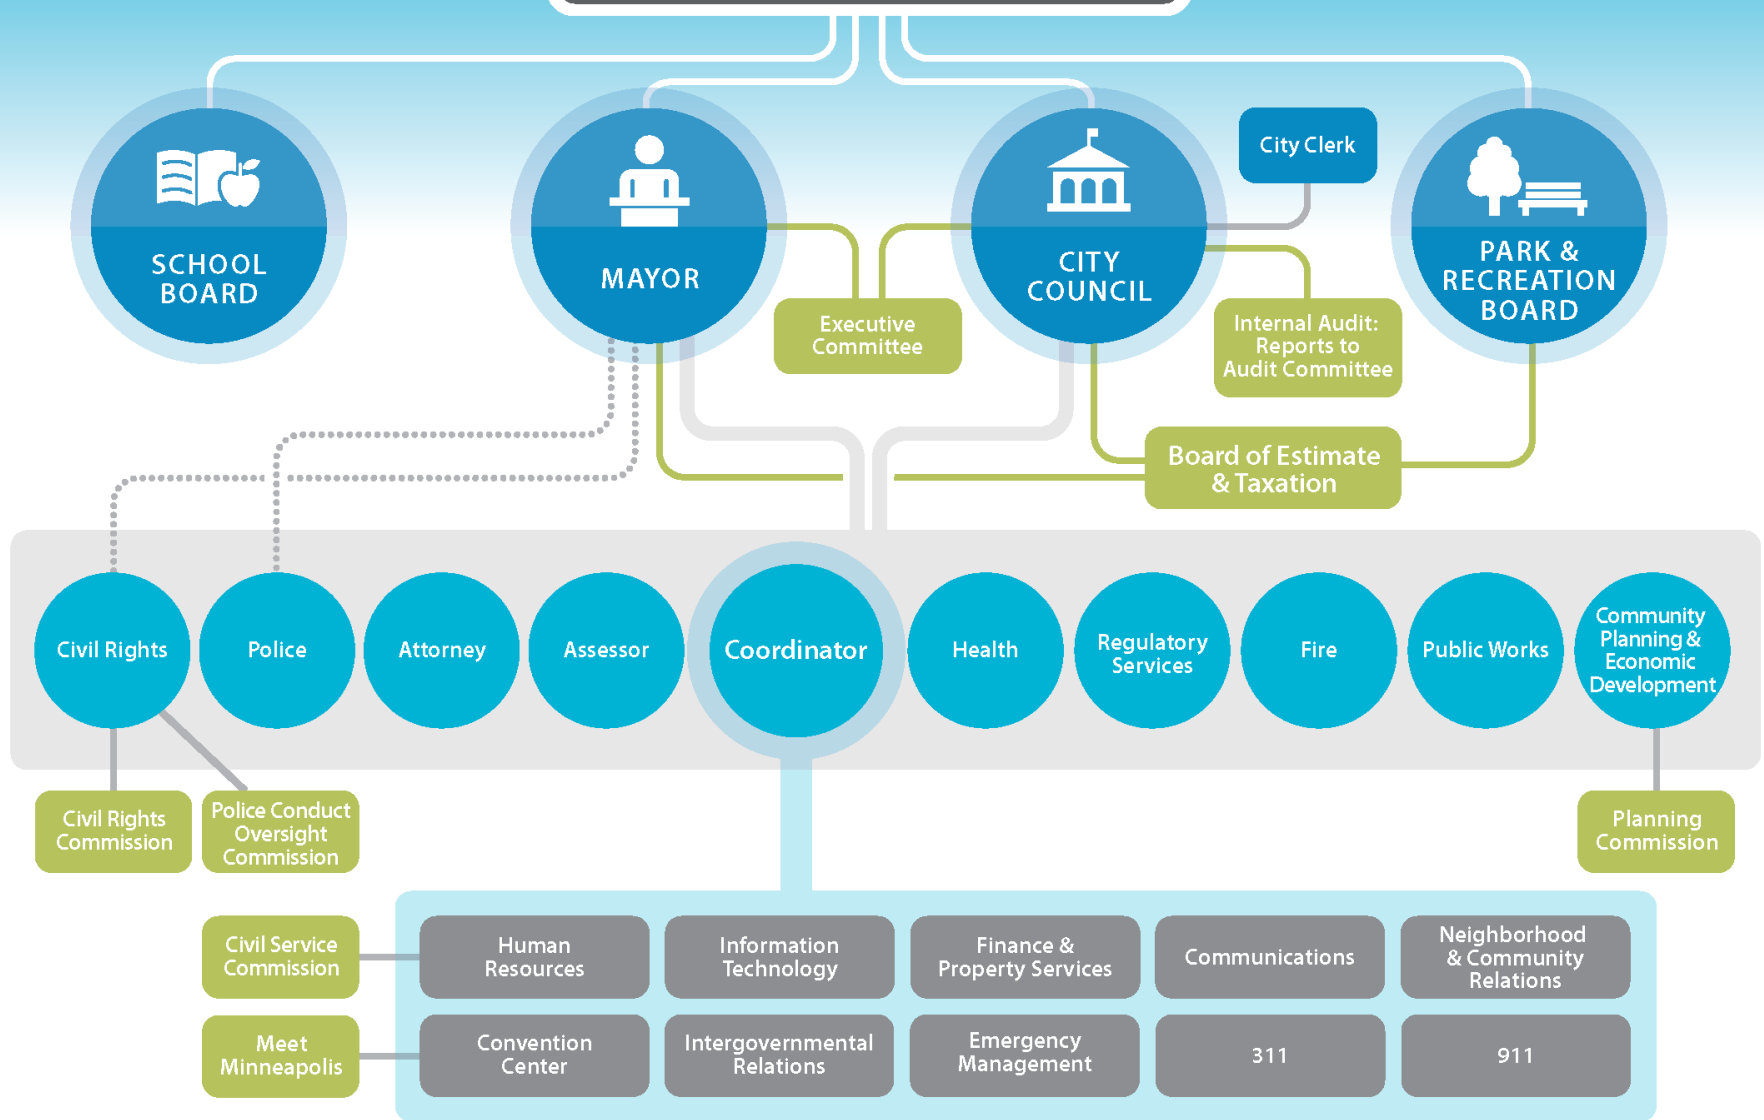 SCHOOL
BOARD
MAYOR
CITY
COUNCIL
City Clerk
PARK &
RECREATION
BOARD
Executive
Committee
Internal Audit:
Reports to
Audit Committee
Board of Estimate
& Taxation
Civil Rights
Police
Attorney
Assessor
Coordinator
Health
Regulatory
Services
Fire
Public Works
Community
Planning &
Economic
Development
Civil Rights
Commission
Police Conduct
Oversight
Commission
Planning
Commission
Civil Service
Commission
Human
Resources
Information
Technology
Finance &
Property Services
Communications
Neighborhood
& Community
Relations
Meet
Minneapolis
Convention
Center
Intergovernmental
Relations
Emergency
Management
311
911